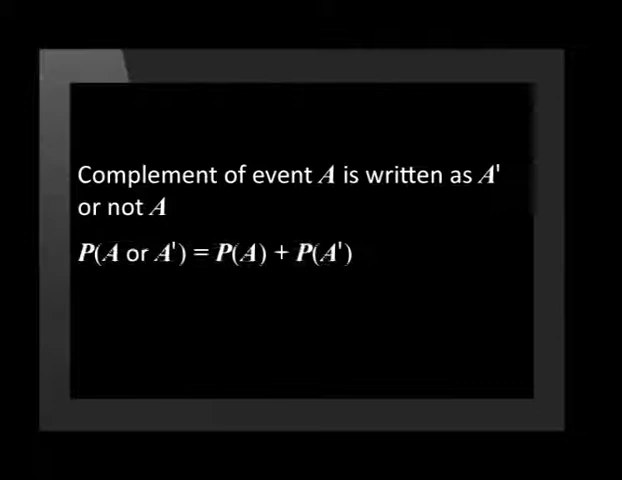 Complement of event A is written as A'
or not A
P(A or A') = P(A) + P(A')